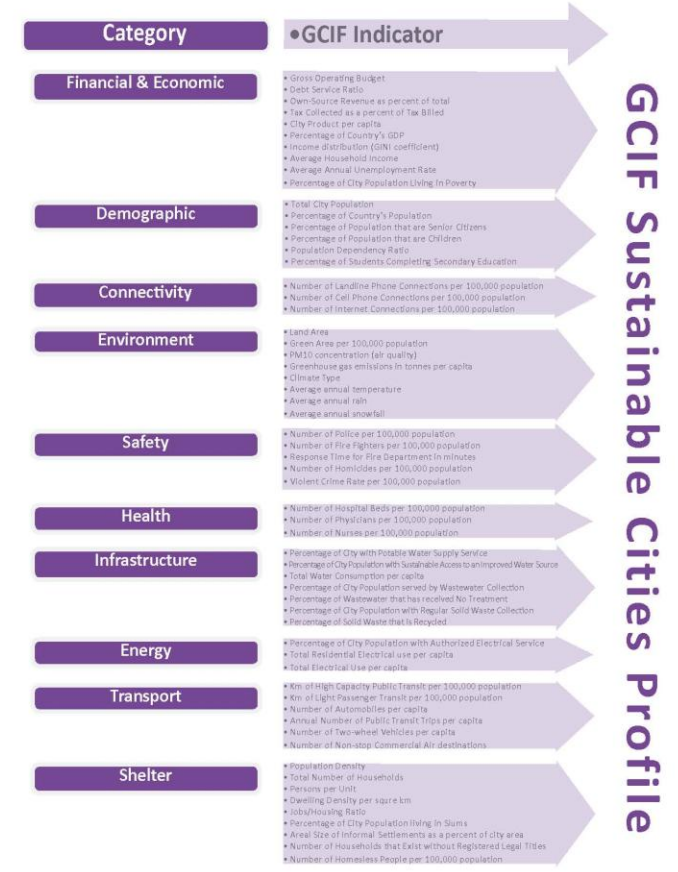 Category
•GCIF Indicator
Financial & Economic
• Gross Operating Budget
• Debt Service Ratio
• Own-Source Revenue as percent of total
• Tax Collected as a percent of Tax Billed
• City Product per capita
• Percentage of Country's GDP
• Income distribution (GINI coefficient)
• Average Household Income
• Average Annual Unemployment Rate
• Percentage of City Population Living in Poverty
Demographic
• Total City Population
• Percentage of Country's Population
• Percentage of Population that are Senior Citizens
• Percentage of Population that are Children
• Population Dependency Ratio
• Percentage of Students Completing Secondary Education
Connectivity
• Number of Landline Phone Connections per 100,000 population
• Number of Cell Phone Connections per 100,000 population
• Number of Internet Connections per 100,000 population
Environment
• Land Area
• Green Area per 100,000 population
• PM10 concentration (air quality)
• Greenhouse gas emissions in tonnes per capita
• Climate Type
• Average annual temperature
• Average annual rain
• Average annual snowfall
Safety
• Number of Police per 100,000 population
• Number of Fire Fighters per 100,000 population
• Response Time for Fire Department in minutes
• Number of Homicides per 100,000 population
• Violent Crime Rate per 100,000 population
Health
• Number of Hospital Beds per 100,000 population
• Number of Physicians per 100,000 population
• Number of Nurses per 100,000 population
Infrastructure
• Percentage of City with Potable Water Supply Service
• Percentage of City Population with Sustainable Access to an Improved Water Source
• Total Water Consumption per capita
• Percentage of City Population served by Wastewater Collection
• Percentage of Wastewater that has received No Treatment
• Percentage of City Population with Regular Solid Waste Collection
• Percentage of Solid Waste that is Recycled
Energy
• Percentage of City Population with Authorized Electrical Service
• Total Residential Electrical use per capita
• Total Electrical Use per capita
Transport
• Km of High Capacity Public Transit per 100,000 population
• Km of Light Passenger Transit per 100,000 population
• Number of Automobiles per capita
• Annual Number of Public Transit Trips per capita
• Number of Two-wheel Vehicles per capita
• Number of Non-stop Commercial Air destinations
Shelter
• Population Density
• Total Number of Households
• Persons per Unit
• Dwelling Density per squre km
• Jobs/Housing Ratio
• Percentage of City Population living in Slums
• Areal Size of Informal Settlements as a percent of city area
• Number of Households that Exist without Registered Legal Titles
• Number of Homeless People per 100,000 population
GCIF Sustainable Cities Profile